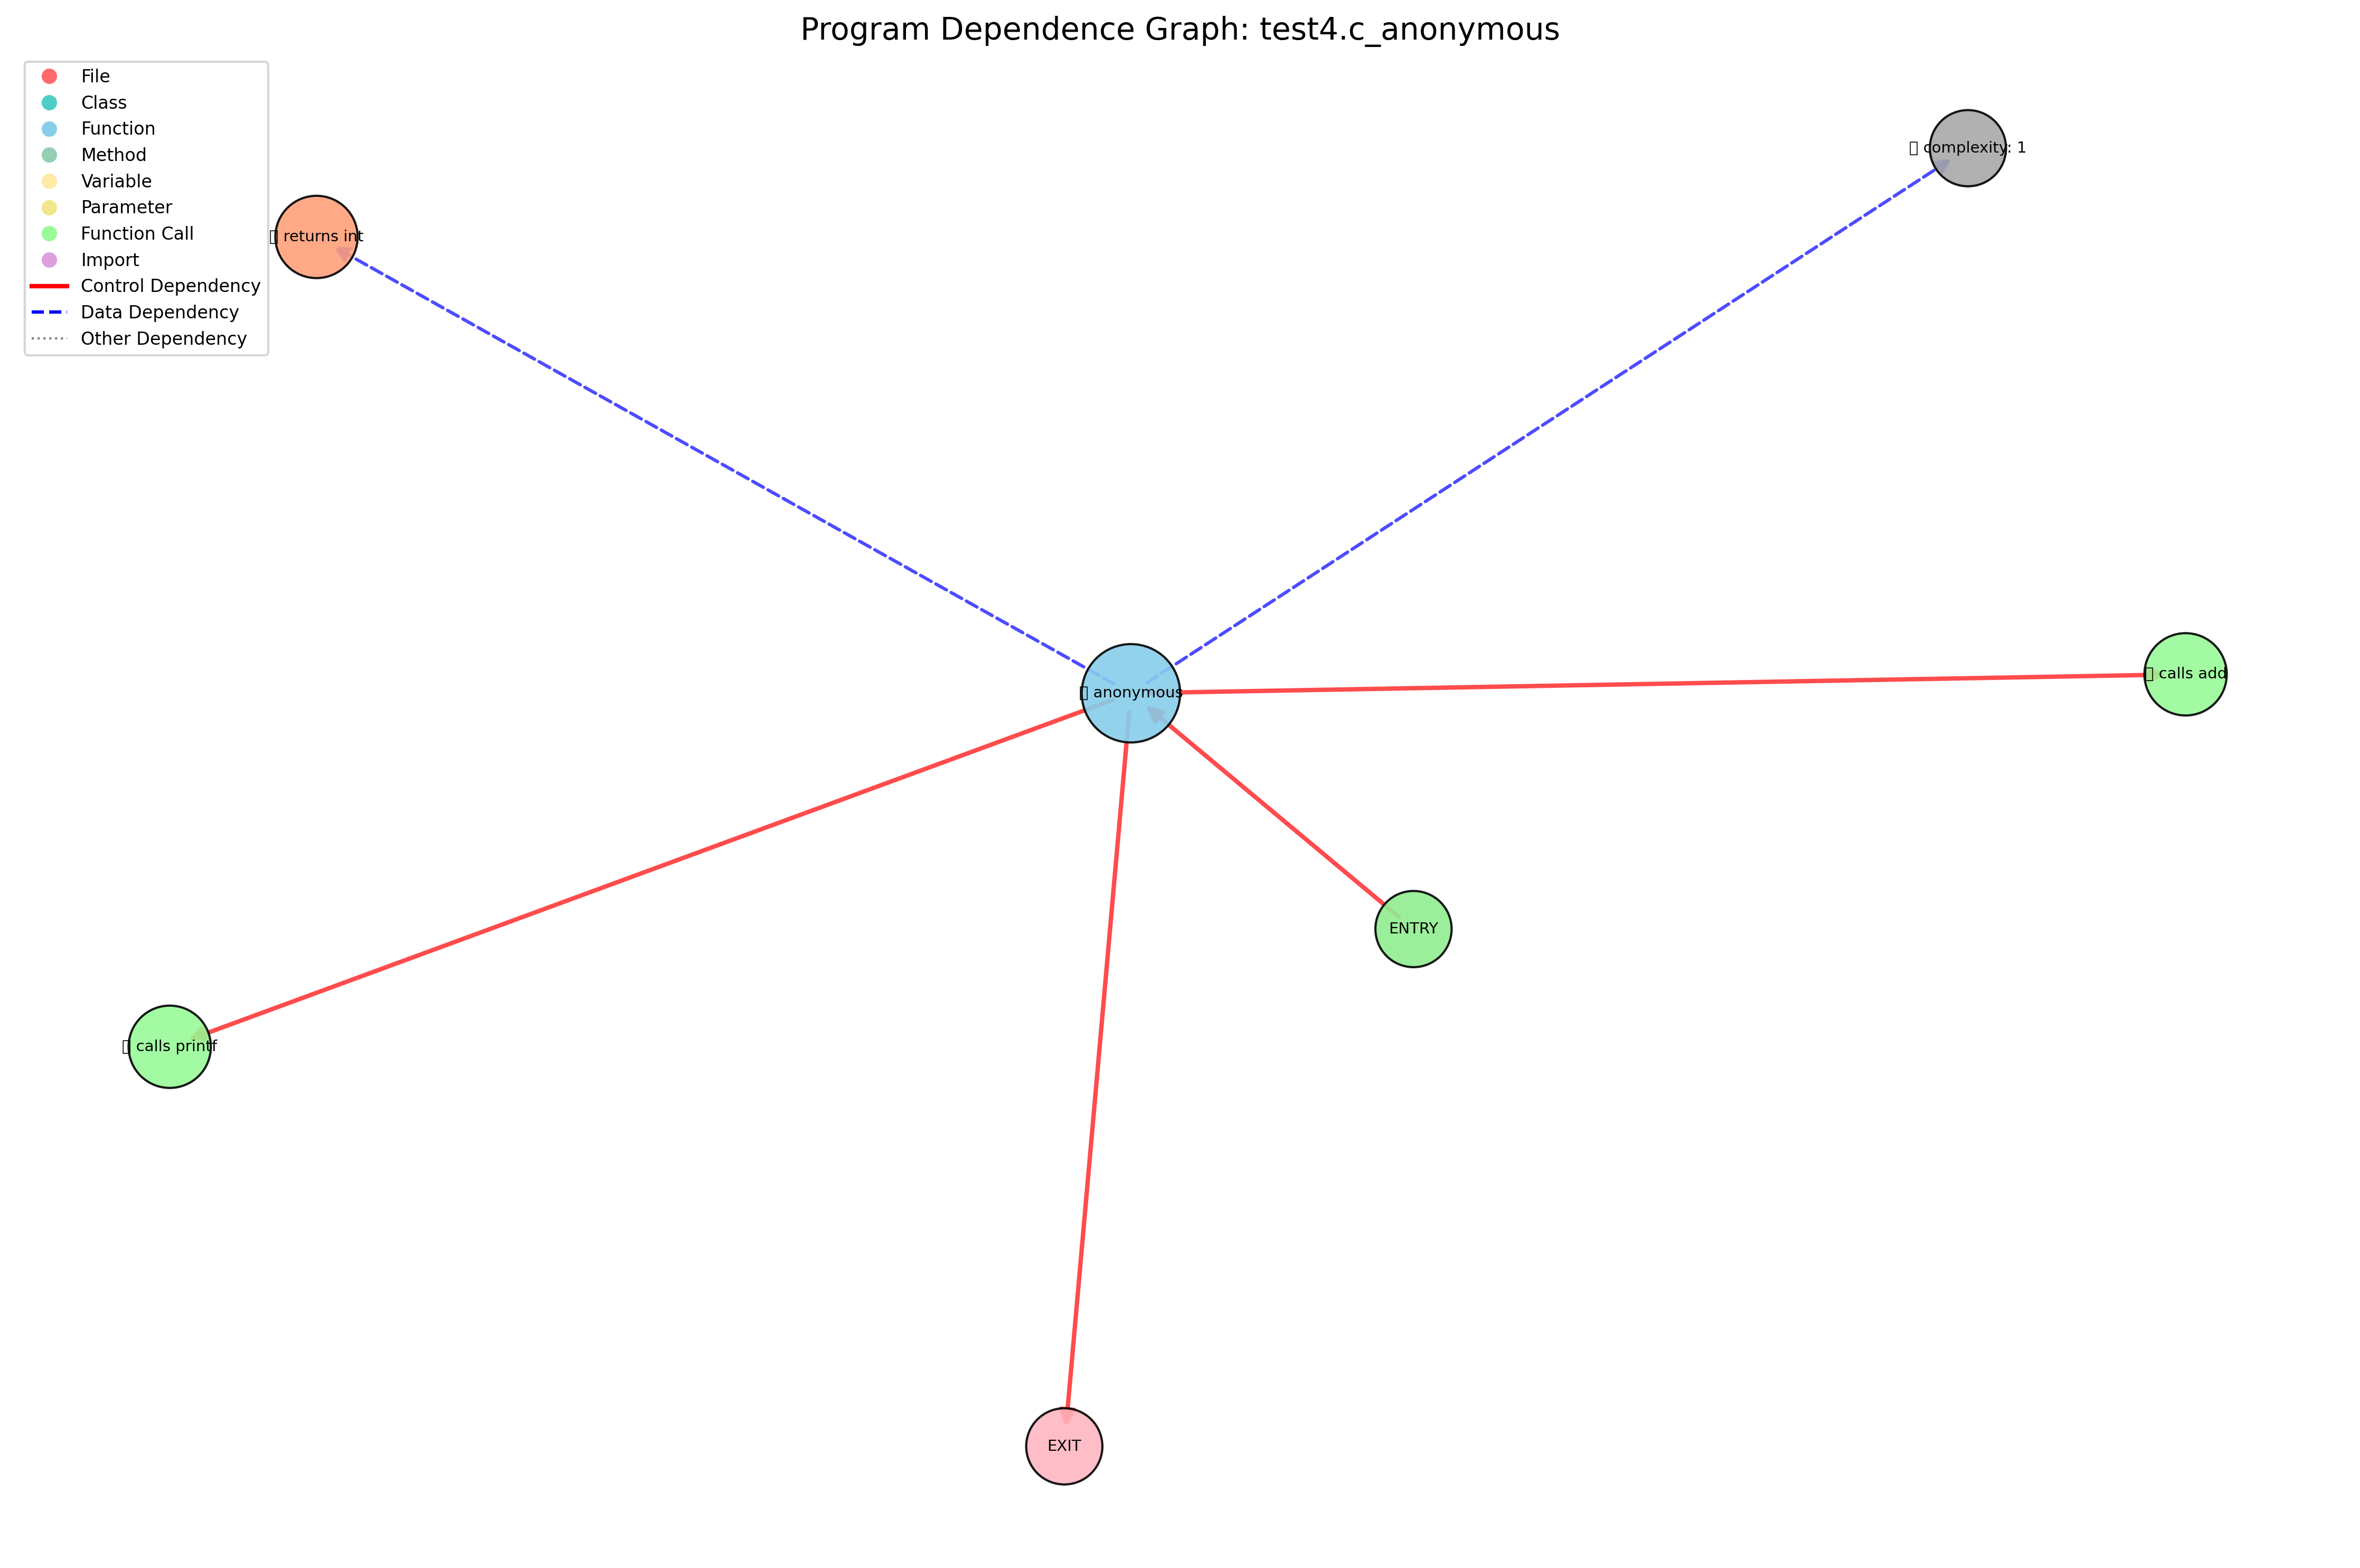 Program Dependence Graph: test4.c_anonymous
File
Class
Function
Method
Variable
Parameter
Function Call
Import
Control Dependency
Data Dependency
Other Dependency
complexity: 1
returns int
calls add
anonymous
ENTRY
calls printf
EXIT